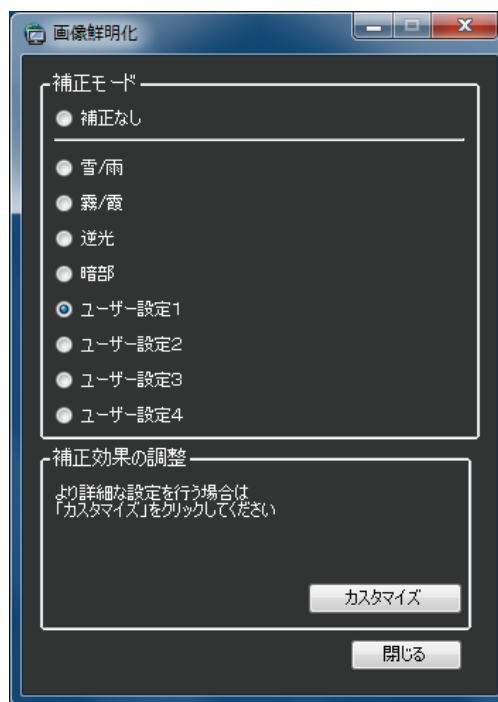 画像鮮明化
補正モード
補正なし
雪/雨
霧/霞
逆光
暗部
ユーザー設定1
ユーザー設定2
ユーザー設定3
ユーザー設定4
補正効果の調整
より詳細な設定を行う場合は
「カスタマイズ」をクリックしてください
カスタマイズ
閉じる